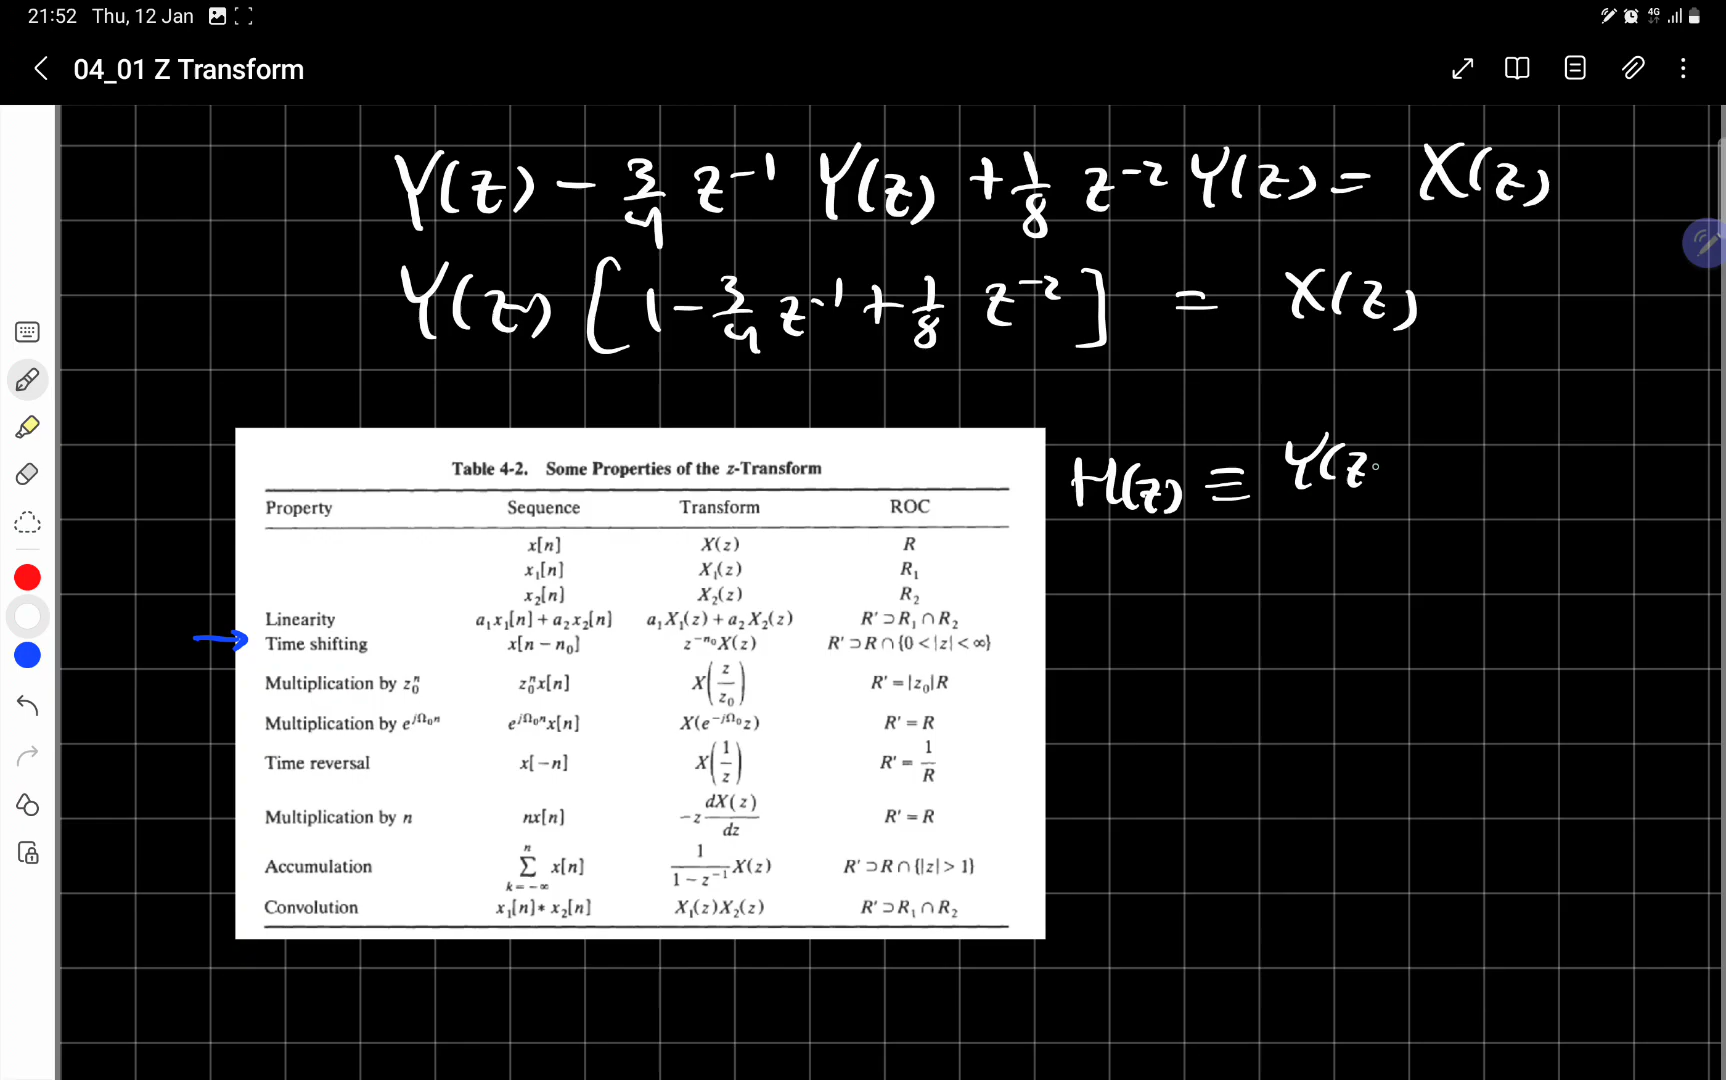 21:52 Thu, 12 Jan
4G
04_01 Z Transform
Y(z) − 3/4 z⁻¹ Y(z) + 1/8 z⁻² Y(z) = X(z)
Y(z) [1 − 3/4 z⁻¹ + 1/8 z⁻²] = X(z)
H(z) ≡ Y(z
Table 4-2. Some Properties of the z-Transform
Property Sequence Transform ROC
x[n] X(z) R
x₁[n] X₁(z) R₁
x₂[n] X₂(z) R₂
Linearity a₁x₁[n] + a₂x₂[n] a₁X₁(z) + a₂X₂(z) R' ⊃ R₁ ∩ R₂
Time shifting x[n − n₀] z^(−n₀)X(z) R' ⊃ R ∩ {0 < |z| < ∞}
Multiplication by z₀ⁿ z₀ⁿx[n] X(z/z₀) R' = |z₀|R
Multiplication by e^(jΩ₀n) e^(jΩ₀n)x[n] X(e^(−jΩ₀)z) R' = R
Time reversal x[−n] X(1/z) R' = 1/R
Multiplication by n nx[n] −z dX(z)/dz R' = R
Accumulation ∑_(k=−∞)^n x[n] 1/(1 − z⁻¹) X(z) R' ⊃ R ∩ {|z| > 1}
Convolution x₁[n] * x₂[n] X₁(z)X₂(z) R' ⊃ R₁ ∩ R₂